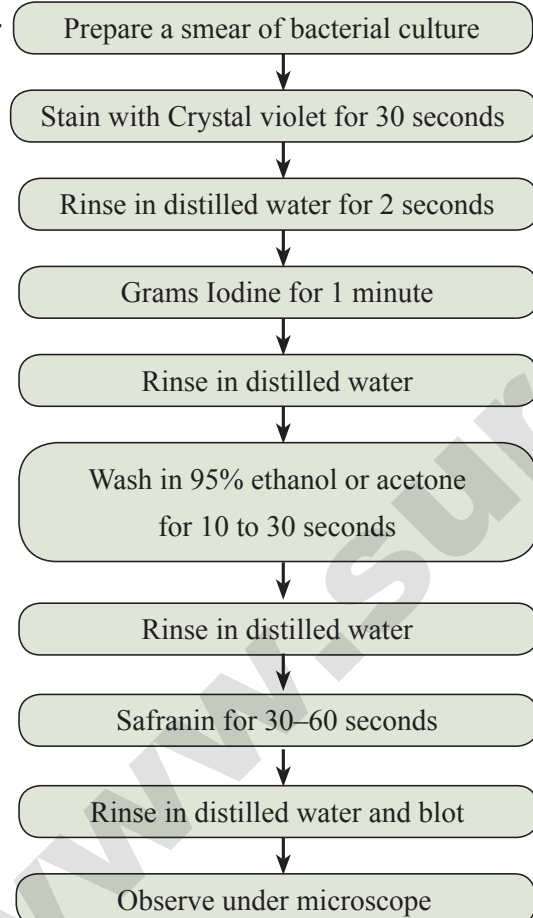 Prepare a smear of bacterial culture
Stain with Crystal violet for 30 seconds
Rinse in distilled water for 2 seconds
Grams Iodine for 1 minute
Rinse in distilled water
Wash in 95% ethanol or acetone
for 10 to 30 seconds
Rinse in distilled water
Safranin for 30–60 seconds
Rinse in distilled water and blot
Observe under microscope
www.sur